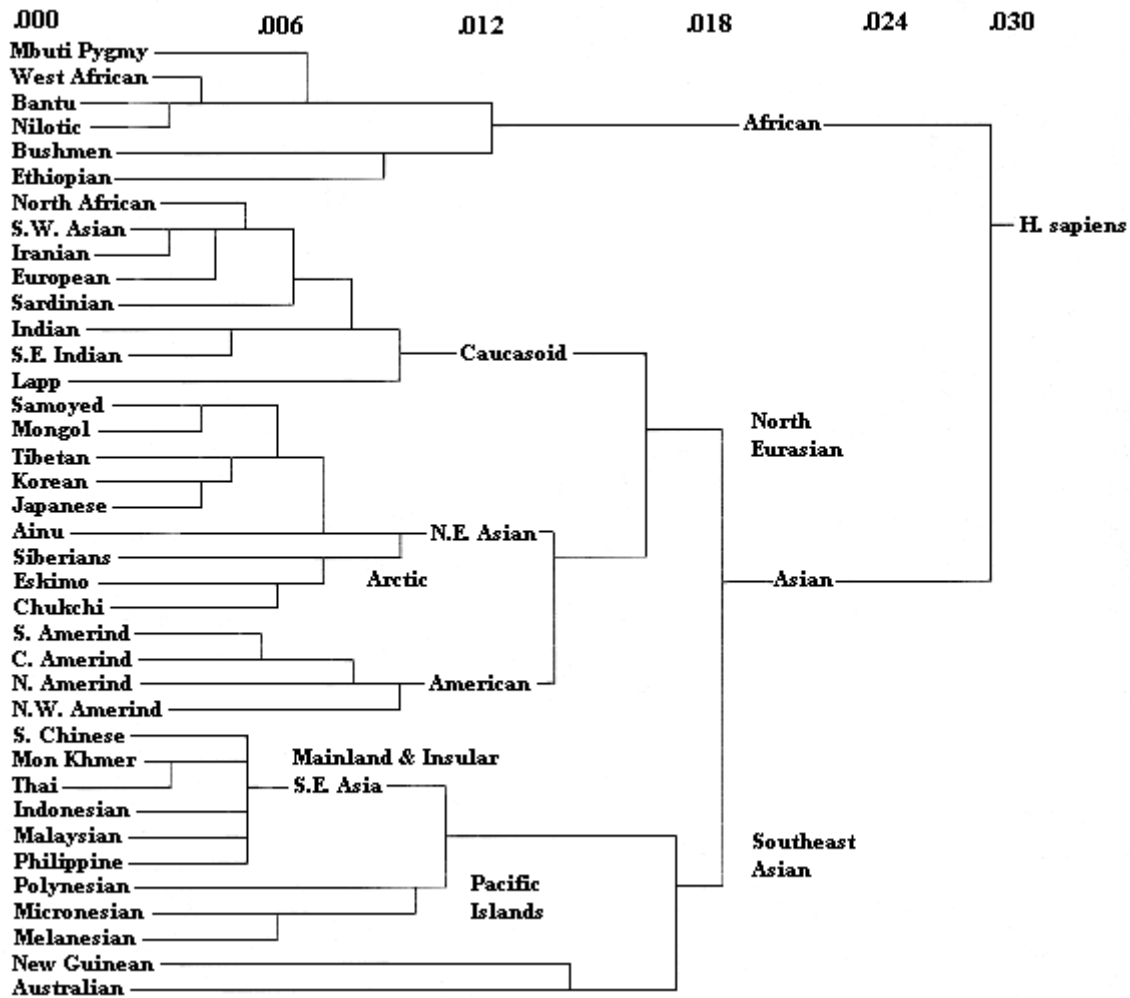 .000 .006 .012 .018 .024 .030
Mbuti Pygmy
West African
Bantu
Nilotic
African
Bushmen
Ethiopian
North African
S.W. Asian
H. sapiens
Iranian
European
Sardinian
Indian
S.E. Indian
Caucasoid
Lapp
Samoyed
Mongol
North
Eurasian
Tibetan
Korean
Japanese
Ainu
N.E. Asian
Siberians
Eskimo
Arctic
Asian
Chukchi
S. Amerind
C. Amerind
N. Amerind
American
N.W. Amerind
S. Chinese
Mon Khmer
Mainland & Insular
S.E. Asia
Thai
Indonesian
Malaysian
Philippine
Southeast
Asian
Polynesian
Pacific
Islands
Micronesian
Melanesian
New Guinean
Australian